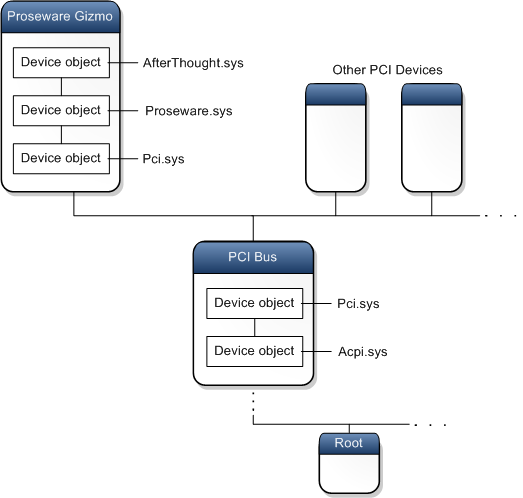 Proseware Gizmo
Device object
AfterThought.sys
Device object
Proseware.sys
Device object
Pci.sys
Other PCI Devices
PCI Bus
Device object
Pci.sys
Device object
Acpi.sys
Root